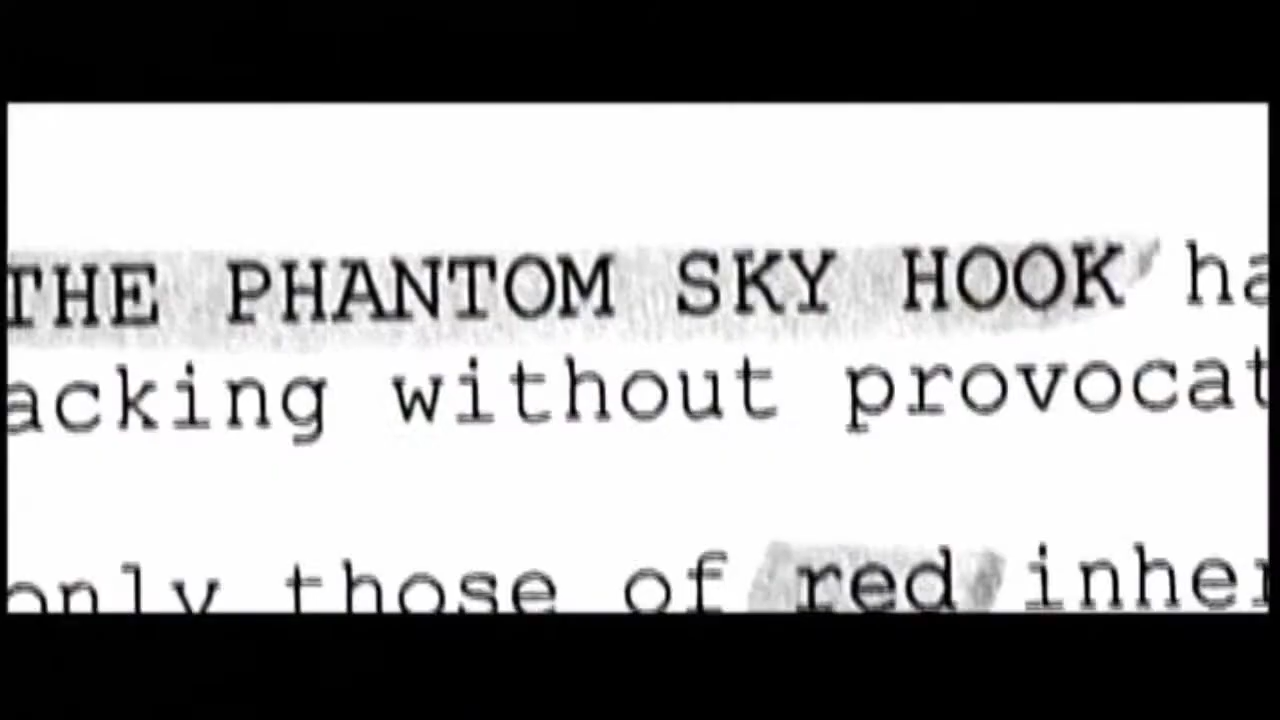 THE PHANTOM SKY HOOK ha
acking without provocat
only those of red inher